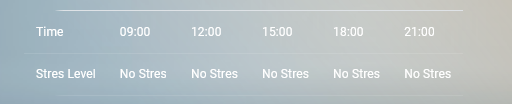 Time 09:00 12:00 15:00 18:00 21:00
Stres Level No Stres No Stres No Stres No Stres No Stres